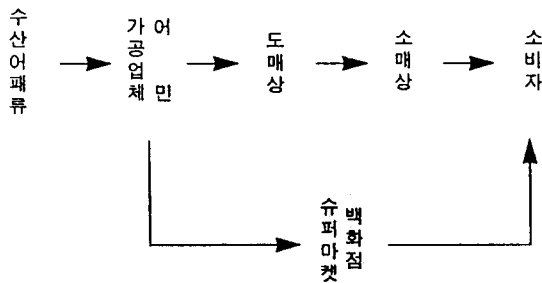 수산어패류
가공업체
어민
도매상
소매상
소비자
슈퍼마켓
백화점